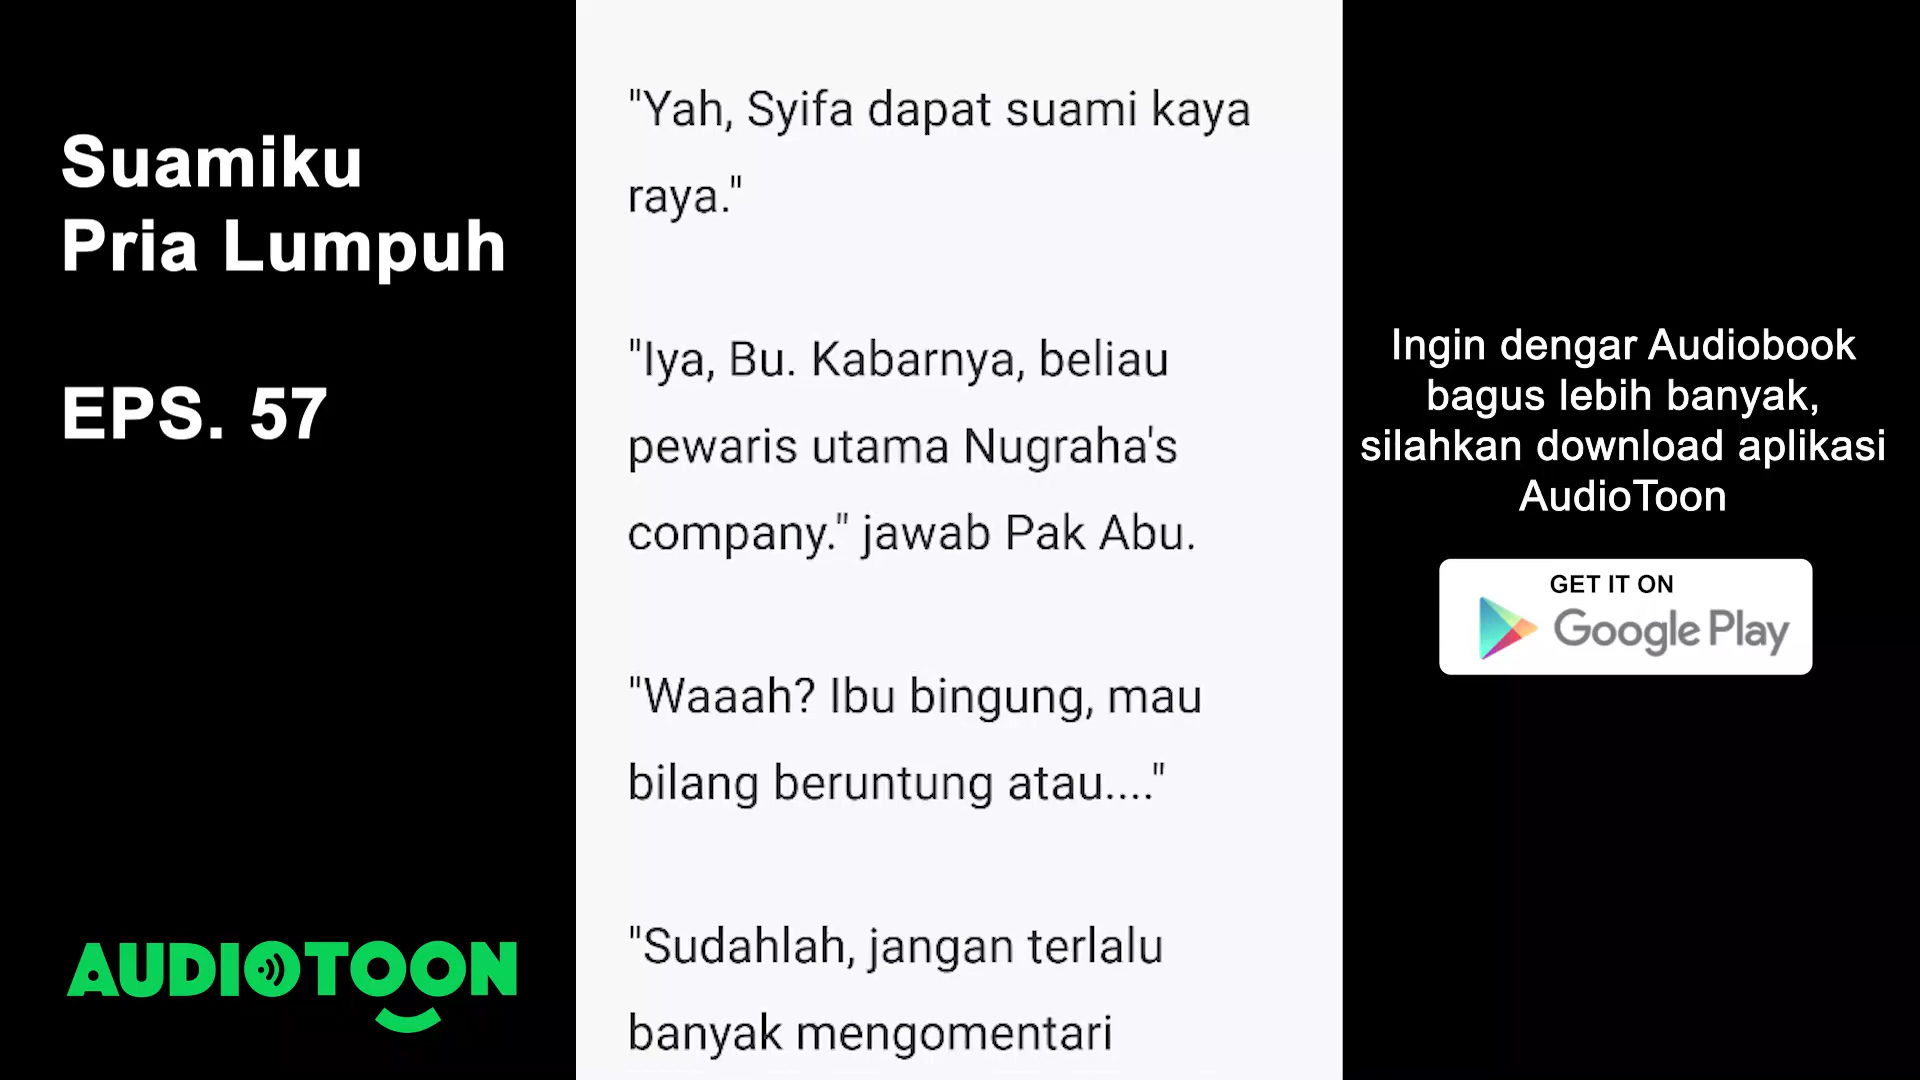 Suamiku
Pria Lumpuh
EPS. 57
AUDIOTOON
"Yah, Syifa dapat suami kaya
raya."
"Iya, Bu. Kabarnya, beliau
pewaris utama Nugraha's
company." jawab Pak Abu.
"Waaah? Ibu bingung, mau
bilang beruntung atau...."
"Sudahlah, jangan terlalu
banyak mengomentari
Ingin dengar Audiobook
bagus lebih banyak,
silahkan download aplikasi
AudioToon
GET IT ON
Google Play